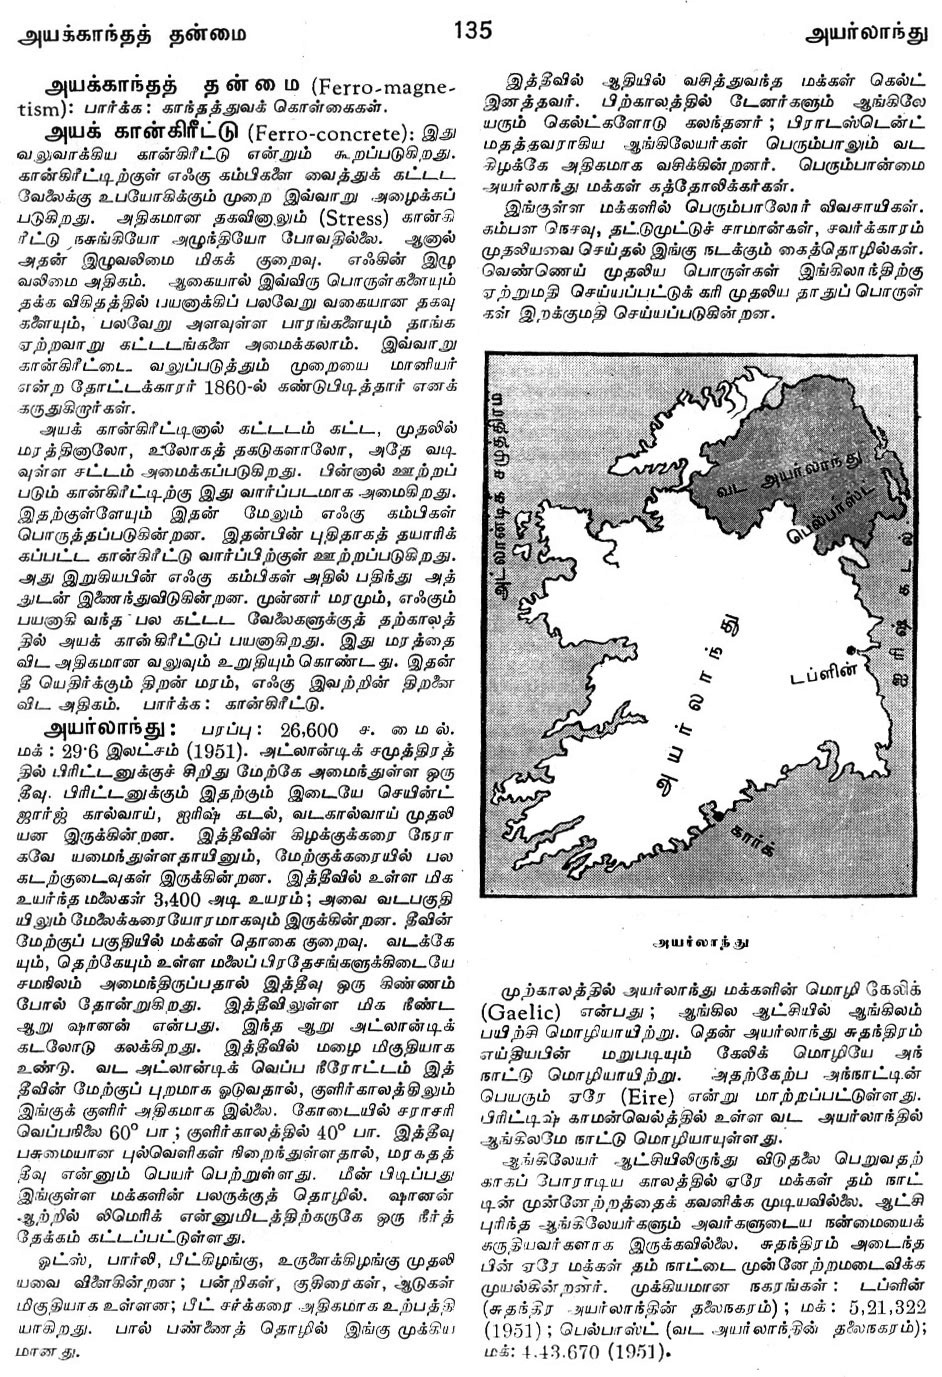 அயக்காந்தத் தன்மை
135
அயர்லாந்து
அயக்காந்தத் தன்மை (Ferro-magne-
tism): பார்க்க: காந்தத்துவக் கொள்கைகள்.
அயக் கான்கிரீட்டு (Ferro-concrete): இது
வலுவாக்கிய கான்கிரீட்டு என்றும் கூறப்படுகிறது.
கான்கிரீட்டிற்குள் எஃகு கம்பிகளை வைத்துக் கட்டட
வேலைக்கு உபயோகிக்கும் முறை இவ்வாறு அழைக்கப்
படுகிறது. அதிகமான தகவினாலும் (Stress) கான்கி
ரீட்டு நசுங்கியோ அழுந்தியோ போவதில்லை. ஆனால்
அதன் இழுவலிமை மிகக் குறைவு. எஃகின் இழு
வலிமை அதிகம். ஆகையால் இவ்விரு பொருள்களையும்
தக்க விகிதத்தில் பயனாக்கிப் பலவேறு வகையான தகவு
களையும், பலவேறு அளவுள்ள பாரங்களையும் தாங்க
ஏற்றவாறு கட்டடங்களை அமைக்கலாம். இவ்வாறு
கான்கிரீட்டை வலுப்படுத்தும் முறையை மானியர்
என்ற தோட்டக்காரர் 1860-ல் கண்டுபிடித்தார் எனக்
கருதுகிறார்கள்.
அயக் கான்கிரீட்டினால் கட்டடம் கட்ட, முதலில்
மரத்தினாலோ, உலோகத் தகடுகளாலோ, அதே வடி
வுள்ள சட்டம் அமைக்கப்படுகிறது. பின்னால் ஊற்றப்
படும் கான்கிரீட்டிற்கு இது வார்ப்படமாக அமைகிறது.
இதற்குள்ளேயும் இதன் மேலும் எஃகு கம்பிகள்
பொருத்தப்படுகின்றன. இதன்பின் புதிதாகத் தயாரிக்
கப்பட்ட கான்கிரீட்டு வார்ப்பிற்குள் ஊற்றப்படுகிறது.
அது இறுகியபின் எஃகு கம்பிகள் அதில் பதிந்து அத்
துடன் இணைந்துவிடுகின்றன. முன்னர் மரமும், எஃகும்
பயனாகி வந்த பல கட்டட வேலைகளுக்குத் தற்காலத்
தில் அயக் கான்கிரீட்டுப் பயனாகிறது. இது மரத்தை
விட அதிகமான வலுவும் உறுதியும் கொண்டது. இதன்
தீ யெதிர்க்கும் திறன் மரம், எஃகு இவற்றின் திறனை
விட அதிகம். பார்க்க: கான்கிரீட்டு.
அயர்லாந்து: பரப்பு: 26,600 ச. மைல்.
மக்: 29·6 இலட்சம் (1951). அட்லாண்டிக் சமுத்திரத்
தில் பிரிட்டனுக்குச் சிறிது மேற்கே அமைந்துள்ள ஒரு
தீவு. பிரிட்டனுக்கும் இதற்கும் இடையே செயின்ட்
ஜார்ஜ் கால்வாய், ஐரிஷ் கடல், வடகால்வாய் முதலி
யன இருக்கின்றன. இத்தீவின் கிழக்குக்கரை நேரா
கவே யமைந்துள்ளதாயினும், மேற்குக்கரையில் பல
கடற்குடைவுகள் இருக்கின்றன. இத்தீவில் உள்ள மிக
உயர்ந்த மலைகள் 3,400 அடி உயரம்; அவை வடபகுதி
யிலும் மேலைக்கரையோரமாகவும் இருக்கின்றன. தீவின்
மேற்குப் பகுதியில் மக்கள் தொகை குறைவு. வடக்கே
யும், தெற்கேயும் உள்ள மலைப் பிரதேசங்களுக்கிடையே
சமநிலம் அமைந்திருப்பதால் இத்தீவு ஒரு கிண்ணம்
போல் தோன்றுகிறது. இத்தீவிலுள்ள மிக நீண்ட
ஆறு ஷானன் என்பது. இந்த ஆறு அட்லாண்டிக்
கடலோடு கலக்கிறது. இத்தீவில் மழை மிகுதியாக
உண்டு. வட அட்லாண்டிக் வெப்ப நீரோட்டம் இத்
தீவின் மேற்குப் புறமாக ஓடுவதால், குளிர்காலத்திலும்
இங்குக் குளிர் அதிகமாக இல்லை. கோடையில் சராசரி
வெப்பநிலை 60° பா; குளிர்காலத்தில் 40° பா. இத்தீவு
பசுமையான புல்வெளிகள் நிறைந்துள்ளதால், மரகதத்
தீவு என்னும் பெயர் பெற்றுள்ளது. மீன் பிடிப்பது
இங்குள்ள மக்களின் பலருக்குத் தொழில். ஷானன்
ஆற்றில் லிமெரிக் என்னுமிடத்திற்கருகே ஒரு நீர்த்
தேக்கம் கட்டப்பட்டுள்ளது.
ஓட்ஸ், பார்லி, பீட்கிழங்கு, உருளைக்கிழங்கு முதலி
யவை விளைகின்றன; பன்றிகள், குதிரைகள், ஆடுகள்
மிகுதியாக உள்ளன; பீட் சர்க்கரை அதிகமாக உற்பத்தி
யாகிறது. பால் பண்ணைத் தொழில் இங்கு முக்கிய
மானது.
இத்தீவில் ஆதியில் வசித்துவந்த மக்கள் கெல்ட்
இனத்தவர். பிற்காலத்தில் டேனர்களும் ஆங்கிலே
யரும் கெல்ட்களோடு கலந்தனர்; பிராடஸ்டென்ட்
மதத்தவராகிய ஆங்கிலேயர்கள் பெரும்பாலும் வட
கிழக்கே அதிகமாக வசிக்கின்றனர். பெரும்பான்மை
அயர்லாந்து மக்கள் கத்தோலிக்கர்கள்.
இங்குள்ள மக்களில் பெரும்பாலோர் விவசாயிகள்.
கம்பள நெசவு, தட்டுமுட்டுச் சாமான்கள், சவர்க்காரம்
முதலியவை செய்தல் இங்கு நடக்கும் கைத்தொழில்கள்.
வெண்ணெய் முதலிய பொருள்கள் இங்கிலாந்திற்கு
ஏற்றுமதி செய்யப்பட்டுக் கரி முதலிய தாதுப் பொருள்
கள் இறக்குமதி செய்யப்படுகின்றன.
அட்லாண்டிக் சமுத்திரம்
வட அயர்லாந்து
பெல்பாஸ்ட்
ஐரிஷ் கடல்
டப்ளின்
அயர்லாந்து
கார்க்
அயர்லாந்து
முற்காலத்தில் அயர்லாந்து மக்களின் மொழி கேலிக்
(Gaelic) என்பது; ஆங்கில ஆட்சியில் ஆங்கிலம்
பயிற்சி மொழியாயிற்று. தென் அயர்லாந்து சுதந்திரம்
எய்தியபின் மறுபடியும் கேலிக் மொழியே அந்
நாட்டு மொழியாயிற்று. அதற்கேற்ப அந்நாட்டின்
பெயரும் ஏரே (Eire) என்று மாற்றப்பட்டுள்ளது.
பிரிட்டிஷ் காமன்வெல்த்தில் உள்ள வட அயர்லாந்தில்
ஆங்கிலமே நாட்டு மொழியாயுள்ளது.
ஆங்கிலேயர் ஆட்சியிலிருந்து விடுதலை பெறுவதற்
காகப் போராடிய காலத்தில் ஏரே மக்கள் தம் நாட்
டின் முன்னேற்றத்தைக் கவனிக்க முடியவில்லை. ஆட்சி
புரிந்த ஆங்கிலேயர்களும் அவர்களுடைய நன்மையைக்
கருதியவர்களாக இருக்கவில்லை. சுதந்திரம் அடைந்த
பின் ஏரே மக்கள் தம் நாட்டை முன்னேற்றமடைவிக்க
முயல்கின்றனர். முக்கியமான நகரங்கள்: டப்ளின்
(சுதந்திர அயர்லாந்தின் தலைநகரம்); மக்: 5,21,322
(1951); பெல்பாஸ்ட் (வட அயர்லாந்தின் தலைநகரம்);
மக்: 4,43,670 (1951).